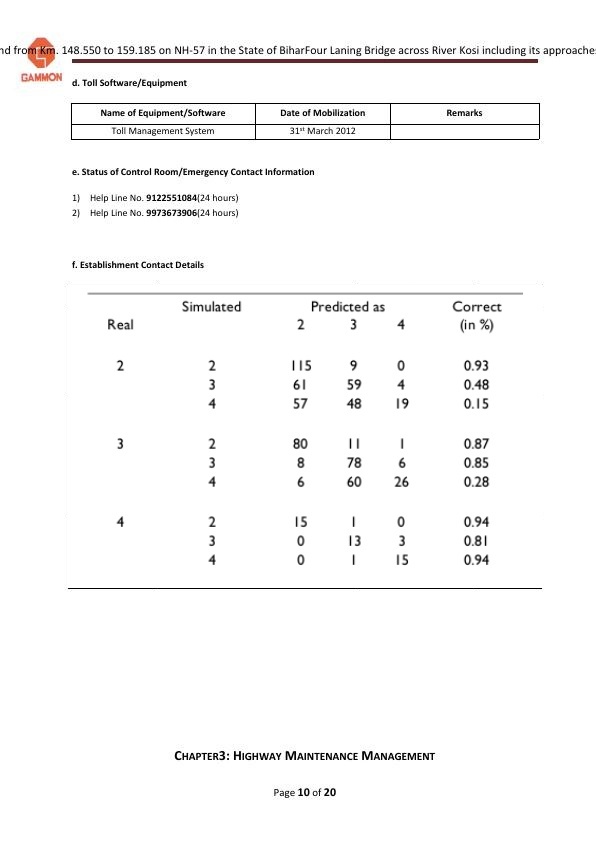 nd from Km. 148.550 to 159.185 on NH-57 in the State of BiharFour Laning Bridge across River Kosi including its approaches
GAMMON
d. Toll Software/Equipment
Name of Equipment/Software Date of Mobilization Remarks
Toll Management System 31st March 2012
e. Status of Control Room/Emergency Contact Information
1) Help Line No. 9122551084(24 hours)
2) Help Line No. 9973673906(24 hours)
f. Establishment Contact Details
Simulated Predicted as Correct
Real 2 3 4 (in %)
2 2 115 9 0 0.93
3 61 59 4 0.48
4 57 48 19 0.15
3 2 80 11 1 0.87
3 8 78 6 0.85
4 6 60 26 0.28
4 2 15 1 0 0.94
3 0 13 3 0.81
4 0 1 15 0.94
CHAPTER3: HIGHWAY MAINTENANCE MANAGEMENT
Page 10 of 20